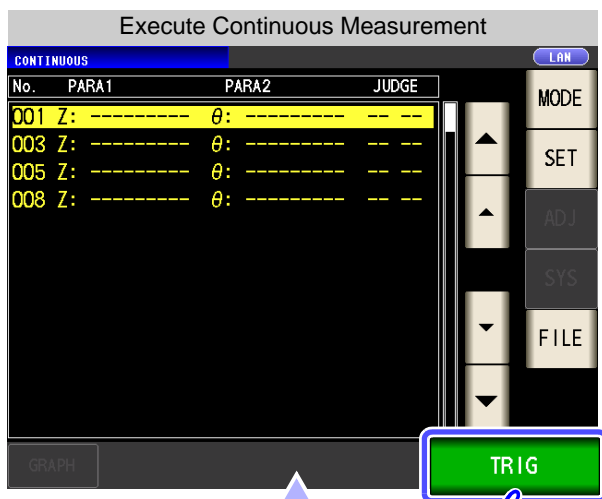 Execute Continuous Measurement
CONTINUOUS LAN
No. PARA1 PARA2 JUDGE
001 Z: --------- θ: --------- -- --
003 Z: --------- θ: --------- -- --
005 Z: --------- θ: --------- -- --
008 Z: --------- θ: --------- -- --
MODE
SET
ADJ
SYS
FILE
GRAPH
TRIG